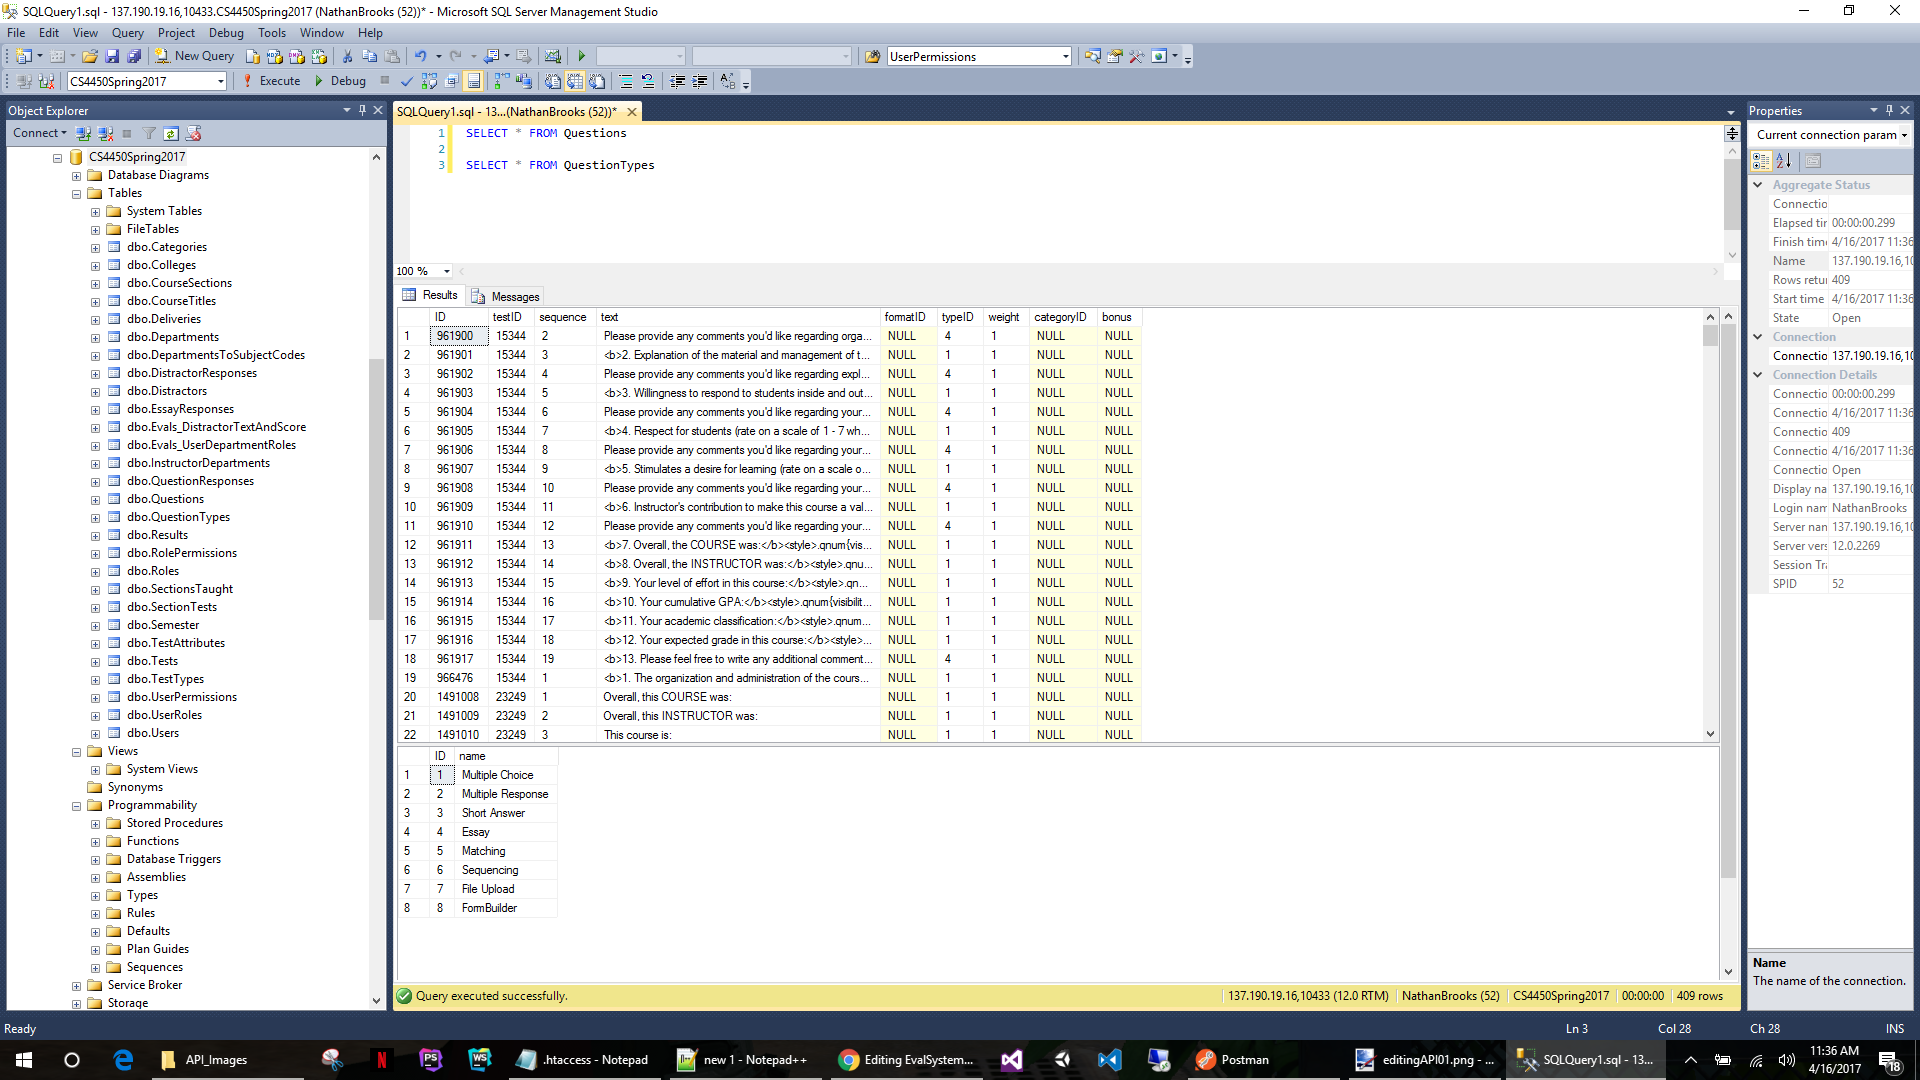 SQLQuery1.sql - 137.190.19.16,10433.CS4450Spring2017 (NathanBrooks (52))* - Microsoft SQL Server Management Studio
File Edit View Query Project Debug Tools Window Help
New Query UserPermissions
CS4450Spring2017 Execute Debug
Object Explorer
Connect
CS4450Spring2017
Database Diagrams
Tables
System Tables
FileTables
dbo.Categories
dbo.Colleges
dbo.CourseSections
dbo.CourseTitles
dbo.Deliveries
dbo.Departments
dbo.DepartmentsToSubjectCodes
dbo.DistractorResponses
dbo.Distractors
dbo.EssayResponses
dbo.Evals_DistractorTextAndScore
dbo.Evals_UserDepartmentRoles
dbo.InstructorDepartments
dbo.QuestionResponses
dbo.Questions
dbo.QuestionTypes
dbo.Results
dbo.RolePermissions
dbo.Roles
dbo.SectionsTaught
dbo.SectionTests
dbo.Semester
dbo.TestAttributes
dbo.Tests
dbo.TestTypes
dbo.UserPermissions
dbo.UserRoles
dbo.Users
Views
System Views
Synonyms
Programmability
Stored Procedures
Functions
Database Triggers
Assemblies
Types
Rules
Defaults
Plan Guides
Sequences
Service Broker
Storage
SQLQuery1.sql - 13...(NathanBrooks (52))*
1 SELECT * FROM Questions
2
3 SELECT * FROM QuestionTypes
100 %
Results Messages
ID testID sequence text formatID typeID weight categoryID bonus
1 961900 15344 2 Please provide any comments you'd like regarding orga... NULL 4 1 NULL NULL
2 961901 15344 3 <b>2. Explanation of the material and management of t... NULL 1 1 NULL NULL
3 961902 15344 4 Please provide any comments you'd like regarding expl... NULL 4 1 NULL NULL
4 961903 15344 5 <b>3. Willingness to respond to students inside and out... NULL 1 1 NULL NULL
5 961904 15344 6 Please provide any comments you'd like regarding your... NULL 4 1 NULL NULL
6 961905 15344 7 <b>4. Respect for students (rate on a scale of 1 - 7 wh... NULL 1 1 NULL NULL
7 961906 15344 8 Please provide any comments you'd like regarding your... NULL 4 1 NULL NULL
8 961907 15344 9 <b>5. Stimulates a desire for learning (rate on a scale o... NULL 1 1 NULL NULL
9 961908 15344 10 Please provide any comments you'd like regarding your... NULL 4 1 NULL NULL
10 961909 15344 11 <b>6. Instructor's contribution to make this course a val... NULL 1 1 NULL NULL
11 961910 15344 12 Please provide any comments you'd like regarding your... NULL 4 1 NULL NULL
12 961911 15344 13 <b>7. Overall, the COURSE was:</b><style>.qnum{vis... NULL 1 1 NULL NULL
13 961912 15344 14 <b>8. Overall, the INSTRUCTOR was:</b><style>.qnu... NULL 1 1 NULL NULL
14 961913 15344 15 <b>9. Your level of effort in this course:</b><style>.qn... NULL 1 1 NULL NULL
15 961914 15344 16 <b>10. Your cumulative GPA:</b><style>.qnum{visibilit... NULL 1 1 NULL NULL
16 961915 15344 17 <b>11. Your academic classification:</b><style>.qnum... NULL 1 1 NULL NULL
17 961916 15344 18 <b>12. Your expected grade in this course:</b><style>... NULL 1 1 NULL NULL
18 961917 15344 19 <b>13. Please feel free to write any additional comment... NULL 4 1 NULL NULL
19 966476 15344 1 <b>1. The organization and administration of the cours... NULL 1 1 NULL NULL
20 1491008 23249 1 Overall, this COURSE was: NULL 1 1 NULL NULL
21 1491009 23249 2 Overall, this INSTRUCTOR was: NULL 1 1 NULL NULL
22 1491010 23249 3 This course is: NULL 1 1 NULL NULL
ID name
1 1 Multiple Choice
2 2 Multiple Response
3 3 Short Answer
4 4 Essay
5 5 Matching
6 6 Sequencing
7 7 File Upload
8 8 FormBuilder
Query executed successfully. 137.190.19.16,10433 (12.0 RTM) NathanBrooks (52) CS4450Spring2017 00:00:00 409 rows
Properties
Current connection param
Aggregate Status
Connectio
Elapsed tir 00:00:00.299
Finish time 4/16/2017 11:36
Name 137.190.19.16,10
Rows retu 409
Start time 4/16/2017 11:36
State Open
Connection
Connectio 137.190.19.16,10
Connection Details
Connectio 00:00:00.299
Connectio 4/16/2017 11:36
Connectio 409
Connectio 4/16/2017 11:36
Connectio Open
Display na 137.190.19.16,10
Login nam NathanBrooks
Server nan 137.190.19.16,10
Server vers 12.0.2269
Session Tra
SPID 52
Name
The name of the connection.
Ready Ln 3 Col 28 Ch 28 INS
API_Images .htaccess - Notepad new 1 - Notepad++ Editing EvalSystem... Postman editingAPI01.png - ... SQLQuery1.sql - 13... 11:36 AM
4/16/2017 18